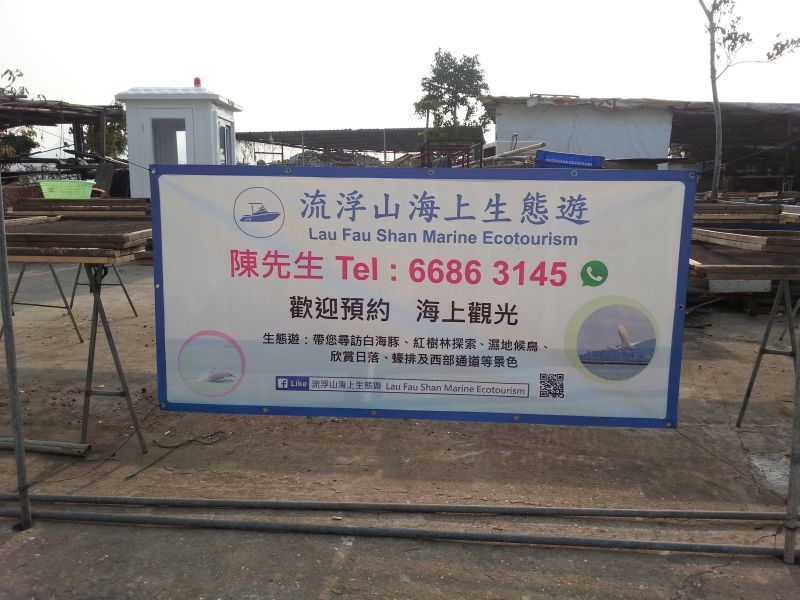 流浮山海上生態遊
Lau Fau Shan Marine Ecotourism
陳先生 Tel : 6686 3145
歡迎預約 海上觀光
生態遊：帶您尋訪白海豚、紅樹林探索、濕地候鳥、
欣賞日落、蠔排及西部通道等景色
f Like 流浮山海上生態遊 Lau Fau Shan Marine Ecotourism